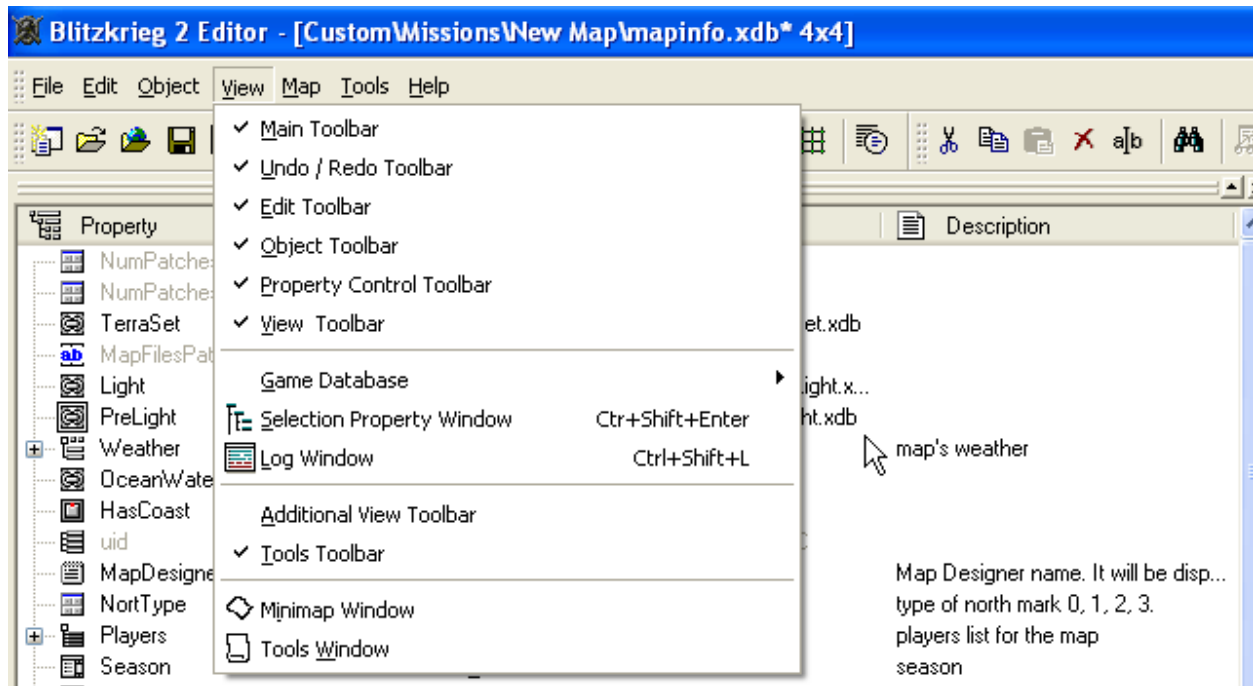 Blitzkrieg 2 Editor - [Custom\Missions\New Map\mapinfo.xdb* 4x4]
File Edit Object View Map Tools Help
Main Toolbar
Undo / Redo Toolbar
Edit Toolbar
Object Toolbar
Property Control Toolbar
View Toolbar
Game Database
Selection Property Window Ctr+Shift+Enter
Log Window Ctrl+Shift+L
Additional View Toolbar
Tools Toolbar
Minimap Window
Tools Window
a|b
Property Description
NumPatche
NumPatche
TerraSet et.xdb
ab MapFilesPat
Light ight.x...
PreLight ht.xdb
Weather map's weather
OceanWate
HasCoast
uid
MapDesigne Map Designer name. It will be disp...
NortType type of north mark 0, 1, 2, 3.
Players players list for the map
Season season